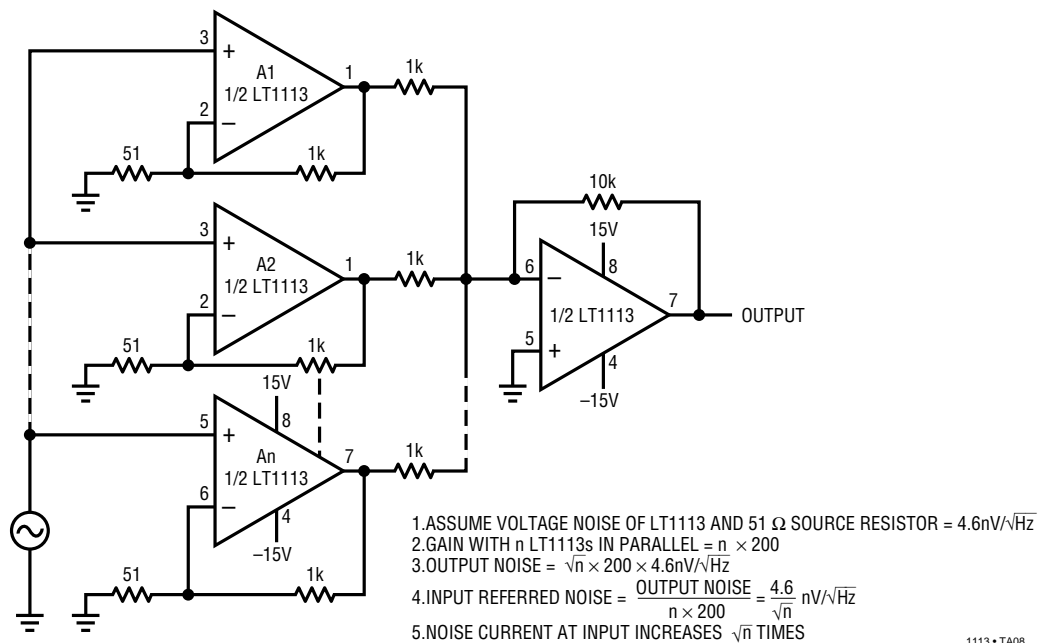 3
+
A1
1/2 LT1113
2
–
1
1k
51
1k
3
+
A2
1/2 LT1113
2
–
1
1k
51
1k
15V
8
5
+
An
1/2 LT1113
6
–
7
1k
4
–15V
51
1k
10k
15V
8
6
–
1/2 LT1113
5
+
7
OUTPUT
4
–15V
1.ASSUME VOLTAGE NOISE OF LT1113 AND 51 Ω SOURCE RESISTOR = 4.6nV/√Hz
2.GAIN WITH n LT1113s IN PARALLEL = n × 200
3.OUTPUT NOISE = √n × 200 × 4.6nV/√Hz
4.INPUT REFERRED NOISE = OUTPUT NOISE / n × 200 = 4.6 / √n nV/√Hz
5.NOISE CURRENT AT INPUT INCREASES √n TIMES
1113 • TA08